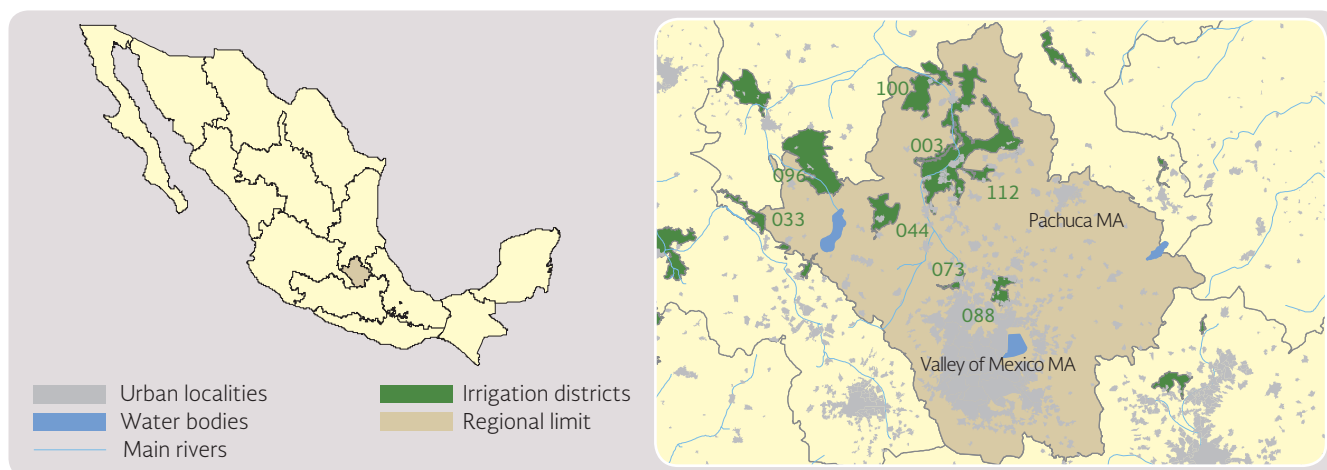 Urban localities
Water bodies
Main rivers
Irrigation districts
Regional limit
100
003
096
112
033
044
Pachuca MA
073
088
Valley of Mexico MA